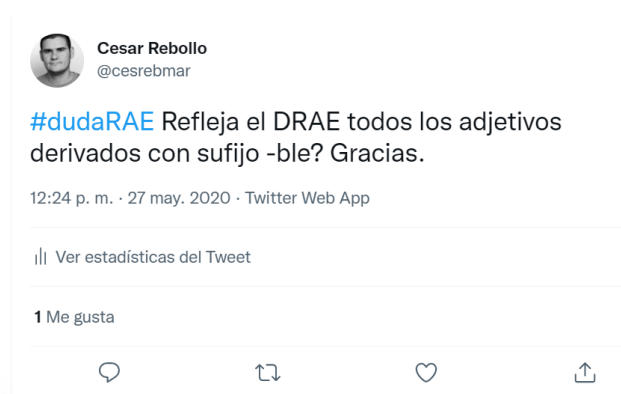 Cesar Rebollo
@cesrebmar
#dudaRAE Refleja el DRAE todos los adjetivos
derivados con sufijo -ble? Gracias.
12:24 p. m. · 27 may. 2020 · Twitter Web App
Ver estadísticas del Tweet
1 Me gusta